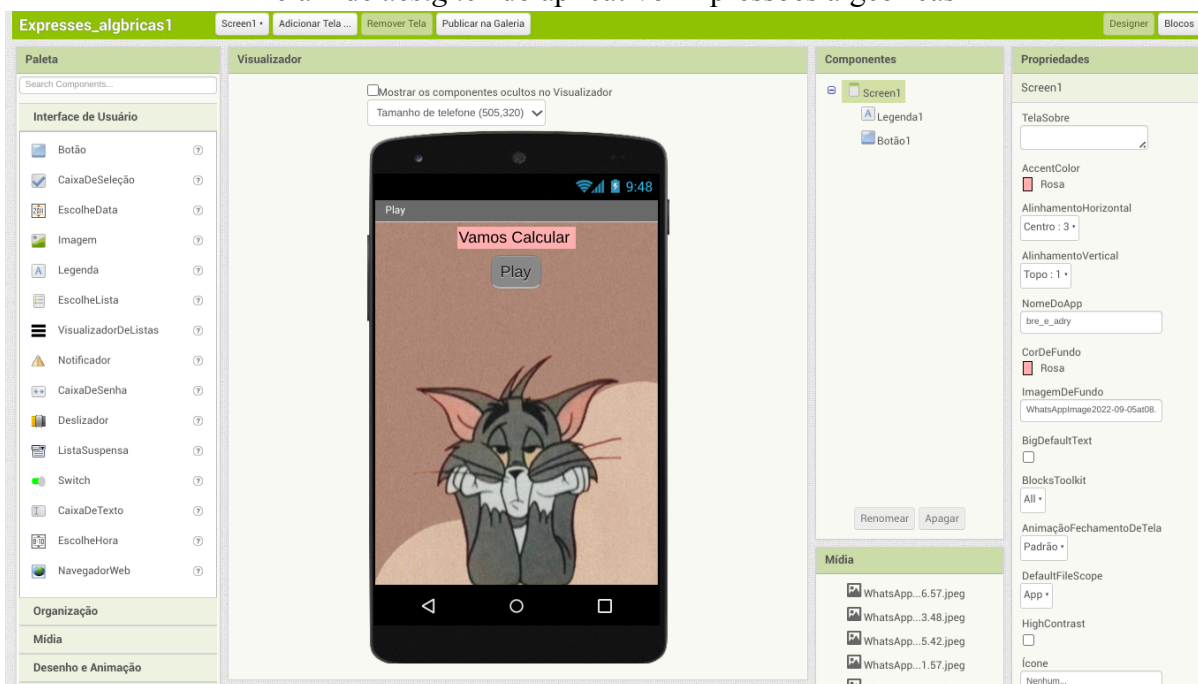 Expresses_algbricas1
Screen1
Adicionar Tela ...
Remover Tela
Publicar na Galeria
Designer
Blocos
Paleta
Search Components...
Interface de Usuário
Botão
CaixaDeSeleção
EscolheData
Imagem
Legenda
EscolheLista
VisualizadorDeListas
Notificador
CaixaDeSenha
Deslizador
ListaSuspensa
Switch
CaixaDeTexto
EscolheHora
NavegadorWeb
Organização
Mídia
Desenho e Animação
Visualizador
Mostrar os componentes ocultos no Visualizador
Tamanho de telefone (505,320)
9:48
Play
Vamos Calcular
Play
Componentes
Screen1
Legenda1
Botão1
Renomear
Apagar
Mídia
WhatsApp...6.57.jpeg
WhatsApp...3.48.jpeg
WhatsApp...5.42.jpeg
WhatsApp...1.57.jpeg
Propriedades
Screen1
TelaSobre
AccentColor
Rosa
AlinhamentoHorizontal
Centro : 3
AlinhamentoVertical
Topo : 1
NomeDoApp
bre_e_adry
CorDeFundo
Rosa
ImagemDeFundo
WhatsAppImage2022-09-05at08.
BigDefaultText
BlocksToolkit
All
AnimaçãoFechamentoDeTela
Padrão
DefaultFileScope
App
HighContrast
Ícone
Nenhum...